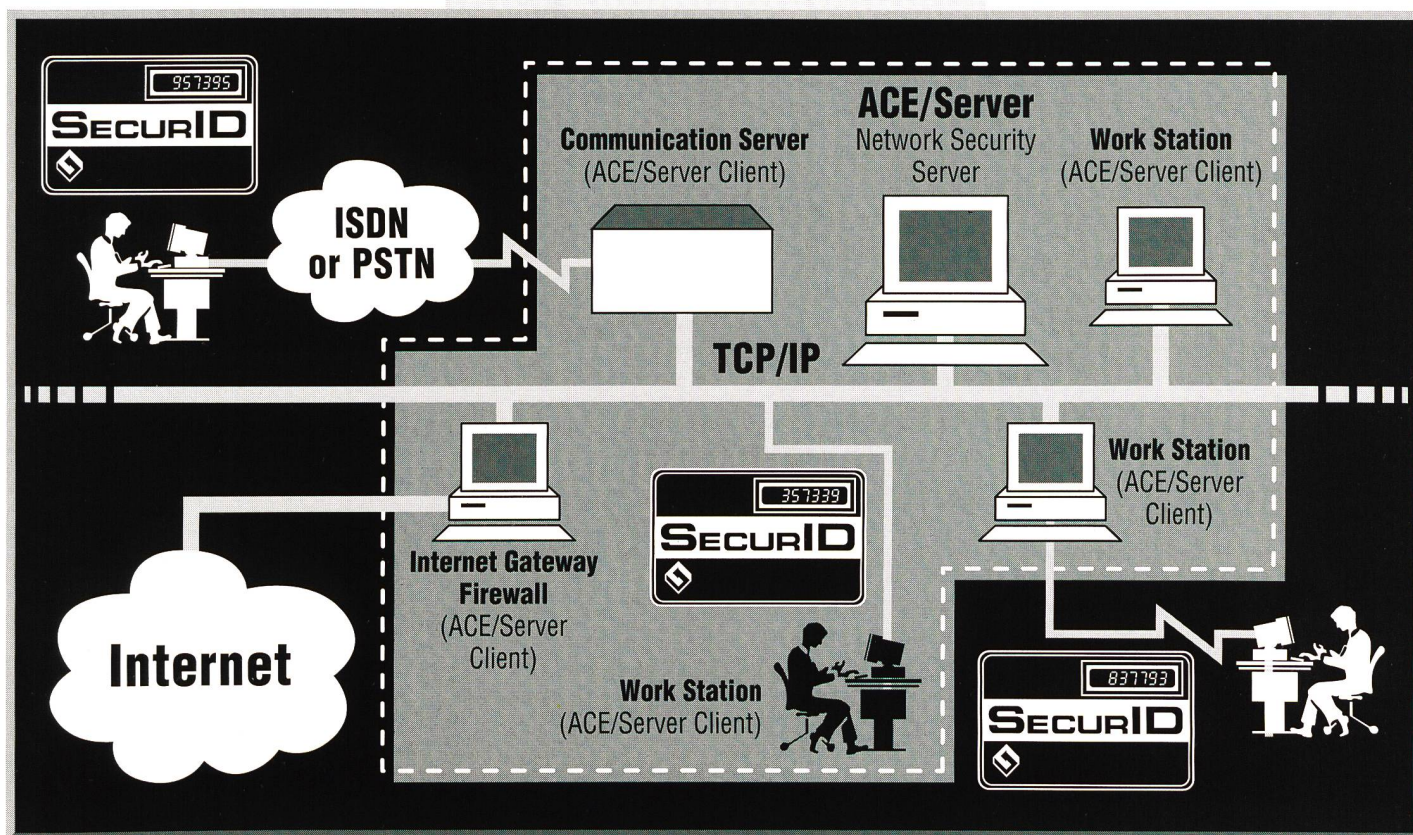 957395
SECURID
ISDN
or PSTN
Communication Server
(ACE/Server Client)
ACE/Server
Network Security
Server
Work Station
(ACE/Server Client)
TCP/IP
Internet
Internet Gateway
Firewall
(ACE/Server
Client)
357339
SECURID
Work Station
(ACE/Server Client)
Work Station
(ACE/Server
Client)
837793
SECURID